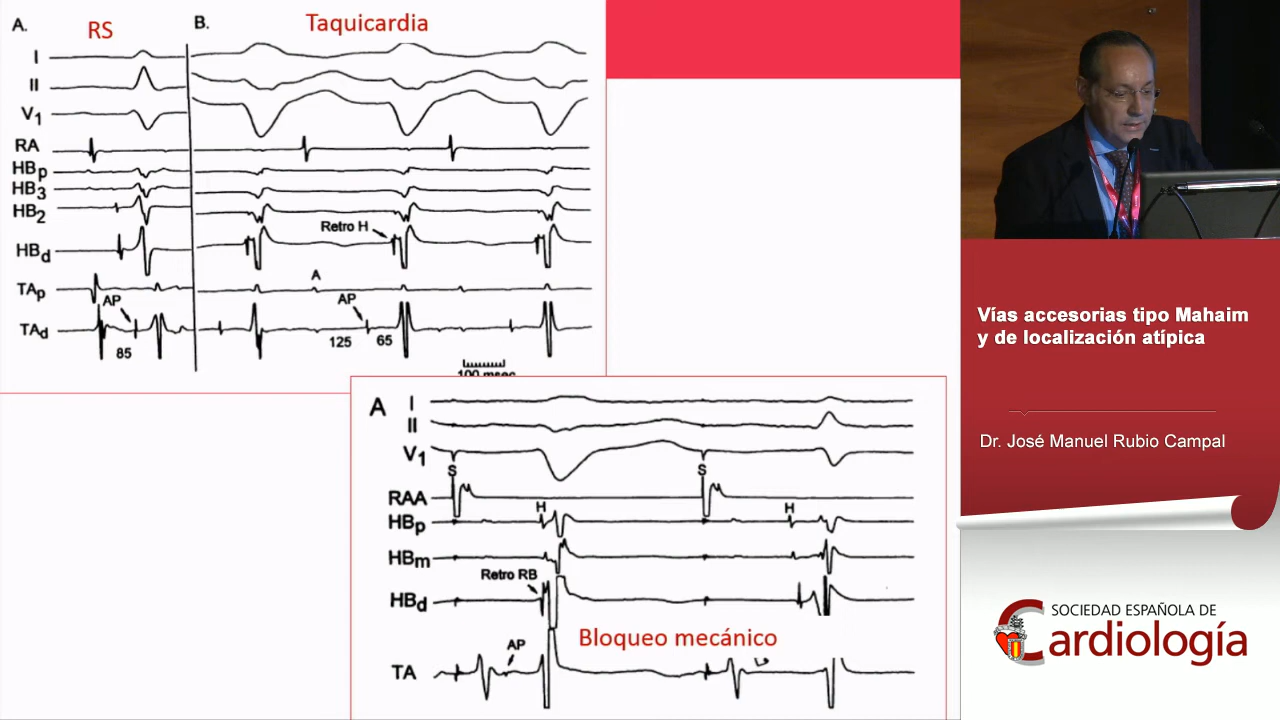 A.
RS
B.
Taquicardia
I
II
V1
RA
HBp
HB3
HB2
Retro H
HBd
A
TAp
AP
AP
TAd
85
125
65
100 msec
A
I
II
V1
S
S
RAA
H
H
HBp
HBm
Retro RB
HBd
Bloqueo mecánico
AP
TA
Vías accesorias tipo Mahaim
y de localización atípica
Dr. José Manuel Rubio Campal
SOCIEDAD ESPAÑOLA DE
Cardiología